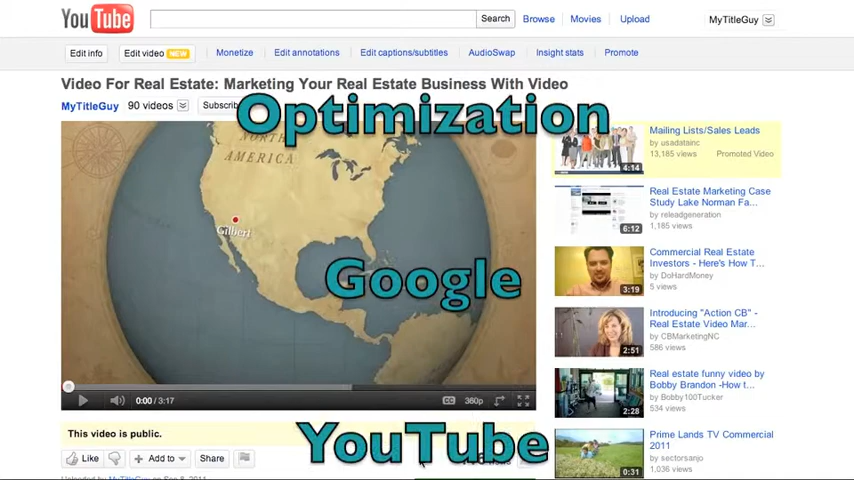 YouTube
Search
Browse
Movies
Upload
MyTitleGuy
Edit info
Edit video NEW
Monetize
Edit annotations
Edit captions/subtitles
AudioSwap
Insight stats
Promote
Video For Real Estate: Marketing Your Real Estate Business With Video
MyTitleGuy 90 videos
Optimization
NORTH
AMERICA
Gilbert
Google
0:00 / 3:17
CC
360p
This video is public.
YouTube
Like
Add to
Share
Mailing Lists/Sales Leads
by usadatainc
13,185 views Promoted Video
4:14
Real Estate Marketing Case
Study Lake Norman Fa...
by releadgeneration
1,185 views
6:12
Commercial Real Estate
Investors - Here's How T...
by DoHardMoney
5 views
3:19
Introducing "Action CB" -
Real Estate Video Mar...
by CBMarketingNC
586 views
2:51
Real estate funny video by
Bobby Brandon -How t...
by Bobby100Tucker
534 views
2:28
Prime Lands TV Commercial
2011
by sectorsanjo
1,036 views
0:31